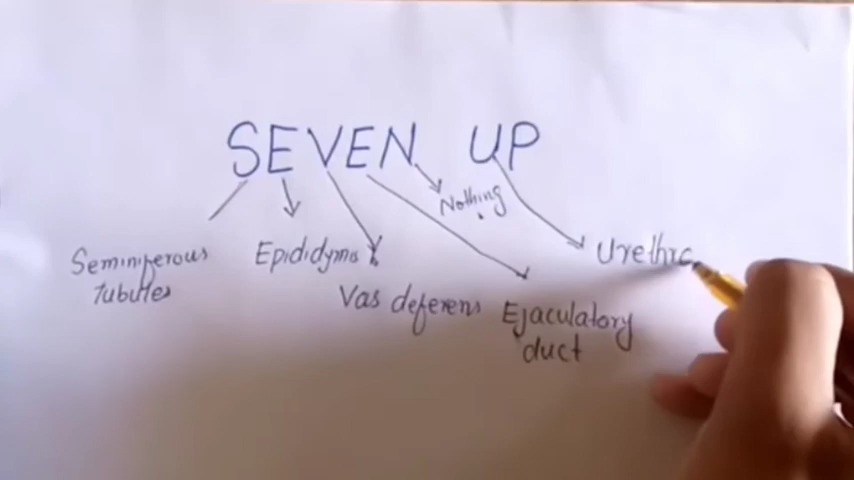 SEVEN UP
Nothing
Seminiferous
Tubules
Epididymis
Vas deferens
Ejaculatory
duct
Urethra